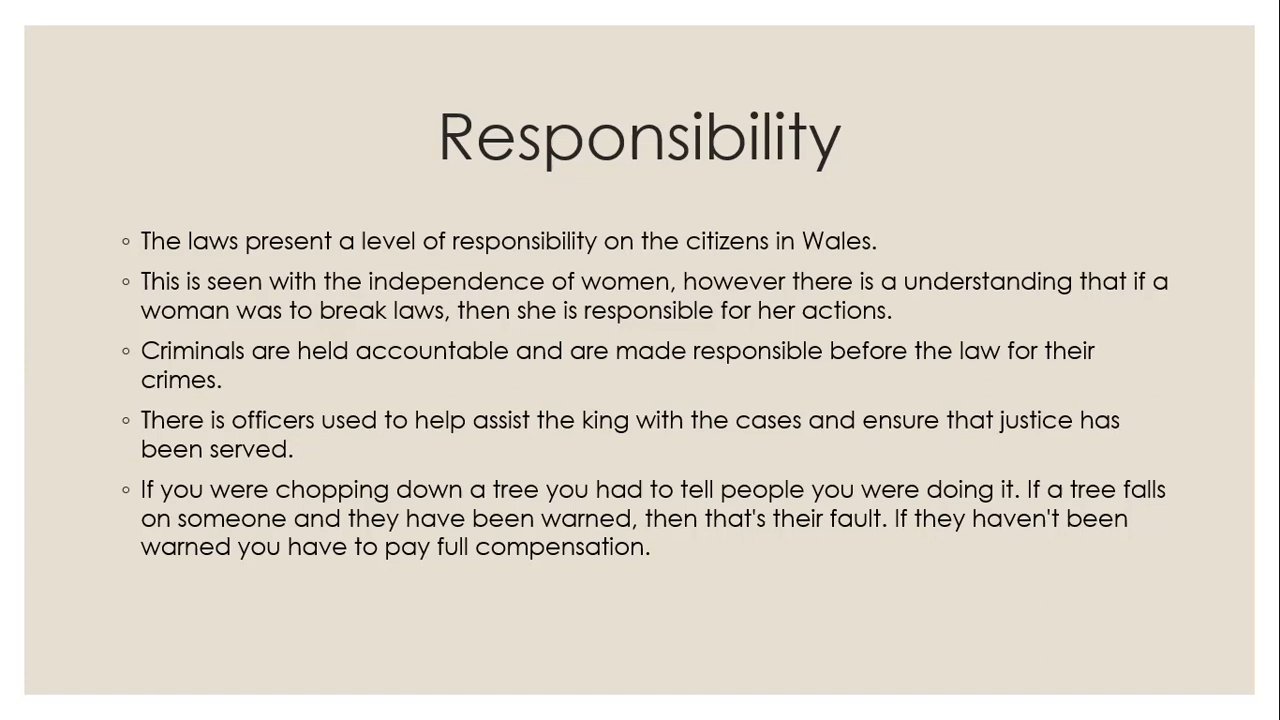 Responsibility
◦ The laws present a level of responsibility on the citizens in Wales.
◦ This is seen with the independence of women, however there is a understanding that if a
woman was to break laws, then she is responsible for her actions.
◦ Criminals are held accountable and are made responsible before the law for their
crimes.
◦ There is officers used to help assist the king with the cases and ensure that justice has
been served.
◦ If you were chopping down a tree you had to tell people you were doing it. If a tree falls
on someone and they have been warned, then that's their fault. If they haven't been
warned you have to pay full compensation.